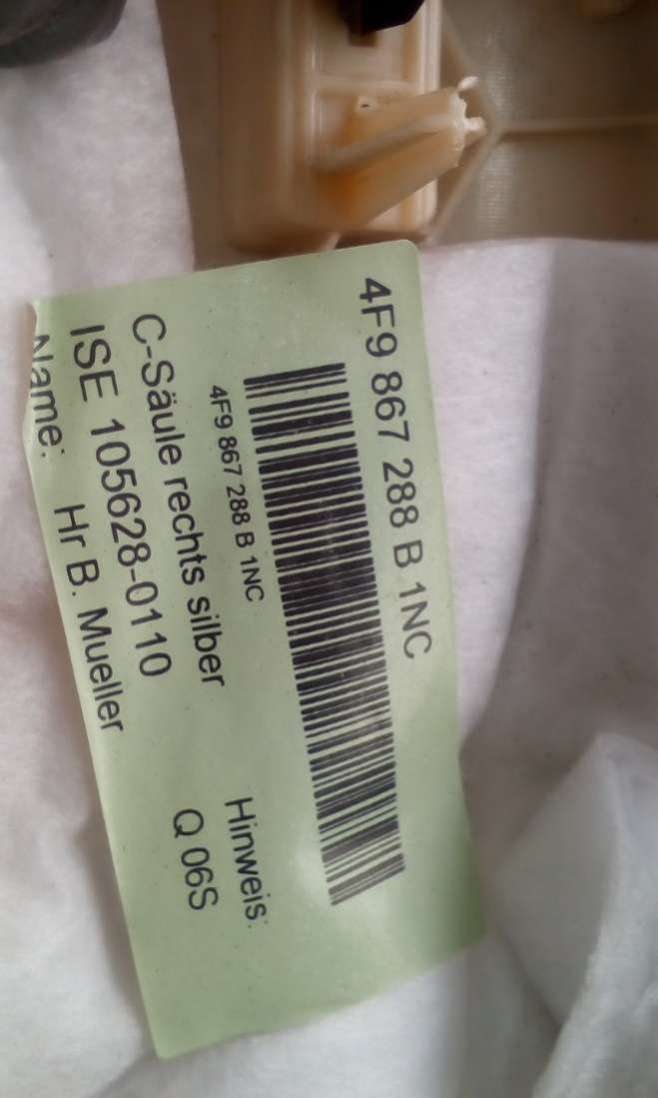 4F9 867 288 B 1NC
4F9 867 288 B 1NC
Hinweis:
C-Säule rechts silber
Q 06S
ISE 105628-0110
Name: Hr B. Mueller